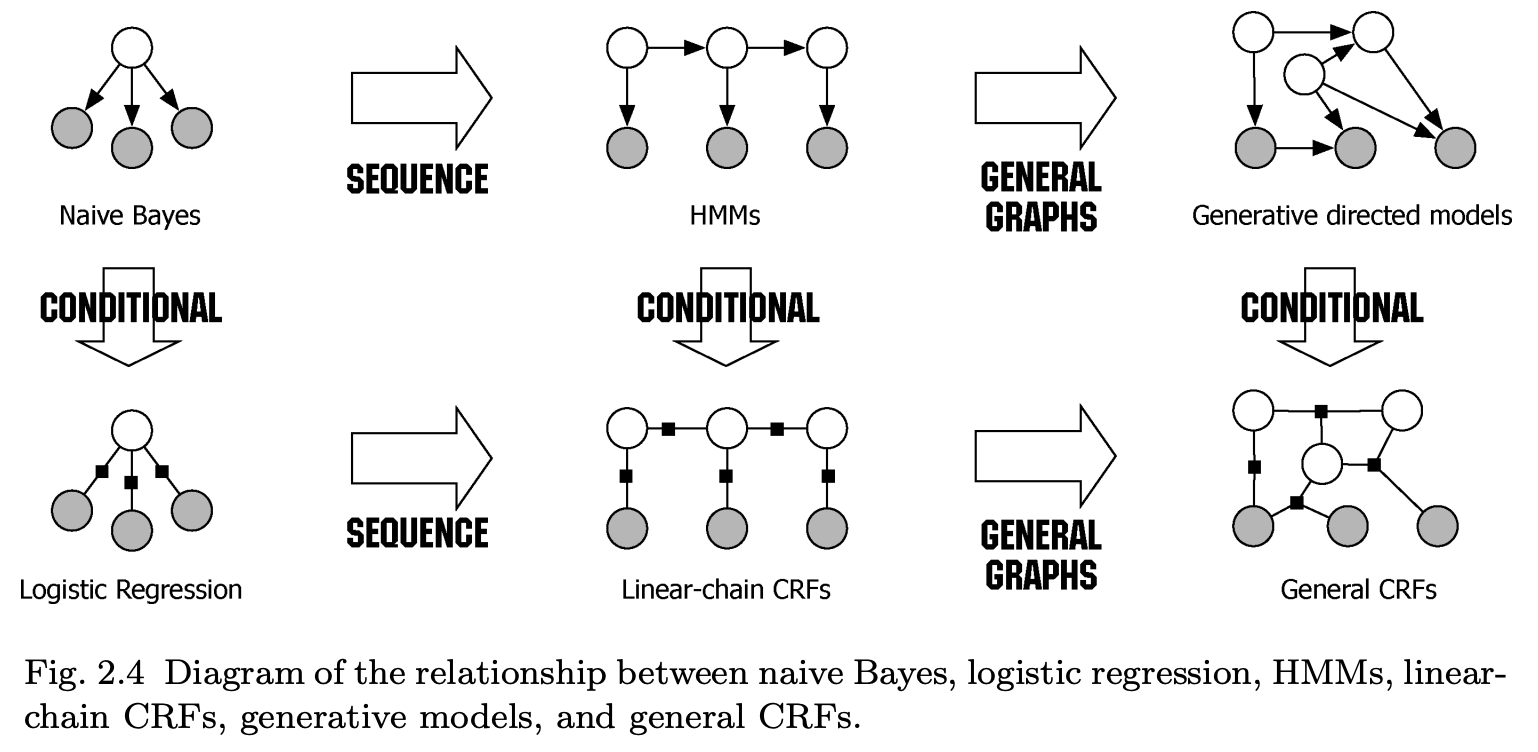 SEQUENCE
GENERAL
GRAPHS
Naive Bayes
HMMs
Generative directed models
CONDITIONAL
CONDITIONAL
CONDITIONAL
SEQUENCE
GENERAL
GRAPHS
Logistic Regression
Linear-chain CRFs
General CRFs
Fig. 2.4 Diagram of the relationship between naive Bayes, logistic regression, HMMs, linear-
chain CRFs, generative models, and general CRFs.